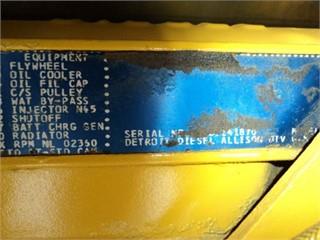 EQUIPMENT
FLYWHEEL
OIL COOLER
OIL FIL CAP
C/S PULLEY
WAT BY-PASS
INJECTOR N65
SHUTOFF
BATT CHRG GEN
RADIATOR
RPM NL 02350
SERIAL
DETROIT DIESEL ALLISON DIV